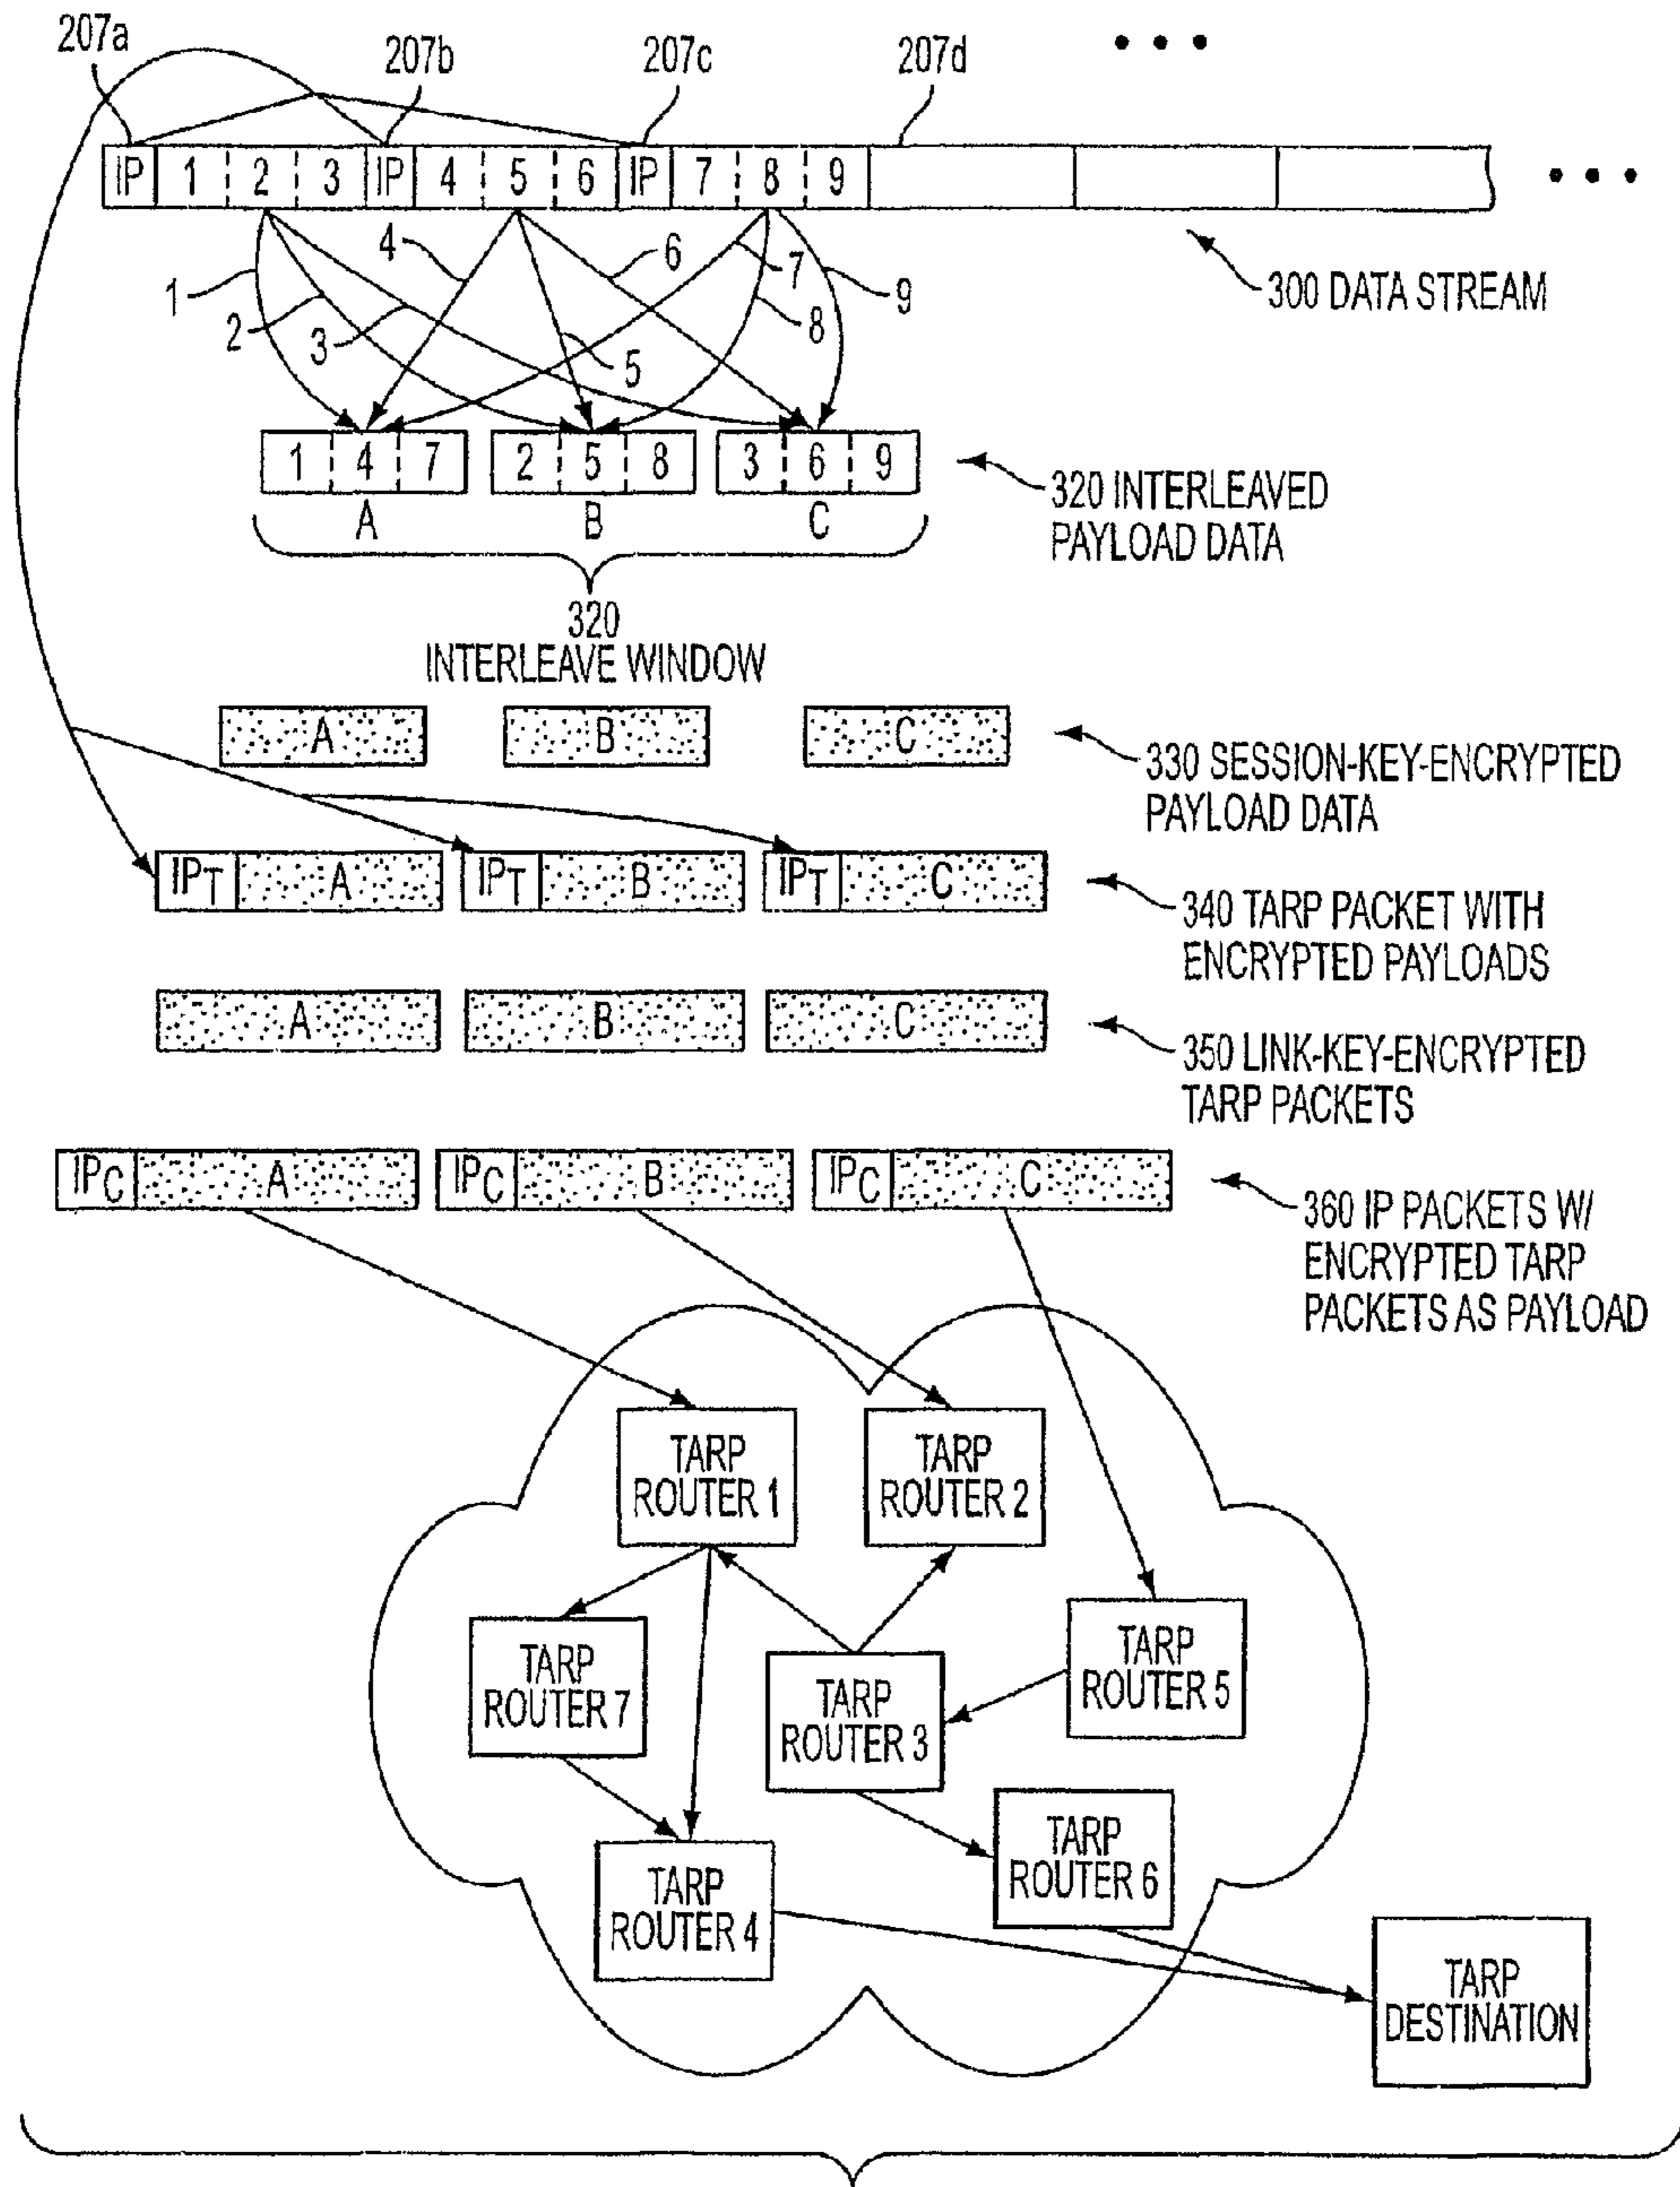 207a 207b 207c 207d • • •
IP 1 2 3 IP 4 5 6 IP 7 8 9 • • •
1 2 3 4 5 6 7 8 9
300 DATA STREAM
1 4 7 2 5 8 3 6 9
A B C
320 INTERLEAVED
PAYLOAD DATA
320
INTERLEAVE WINDOW
A B C
330 SESSION-KEY-ENCRYPTED
PAYLOAD DATA
IPT A IPT B IPT C
340 TARP PACKET WITH
ENCRYPTED PAYLOADS
A B C
350 LINK-KEY-ENCRYPTED
TARP PACKETS
IPC A IPC B IPC C
360 IP PACKETS W/
ENCRYPTED TARP
PACKETS AS PAYLOAD
TARP
ROUTER 1
TARP
ROUTER 2
TARP
ROUTER 5
TARP
ROUTER 7
TARP
ROUTER 3
TARP
ROUTER 6
TARP
ROUTER 4
TARP
DESTINATION